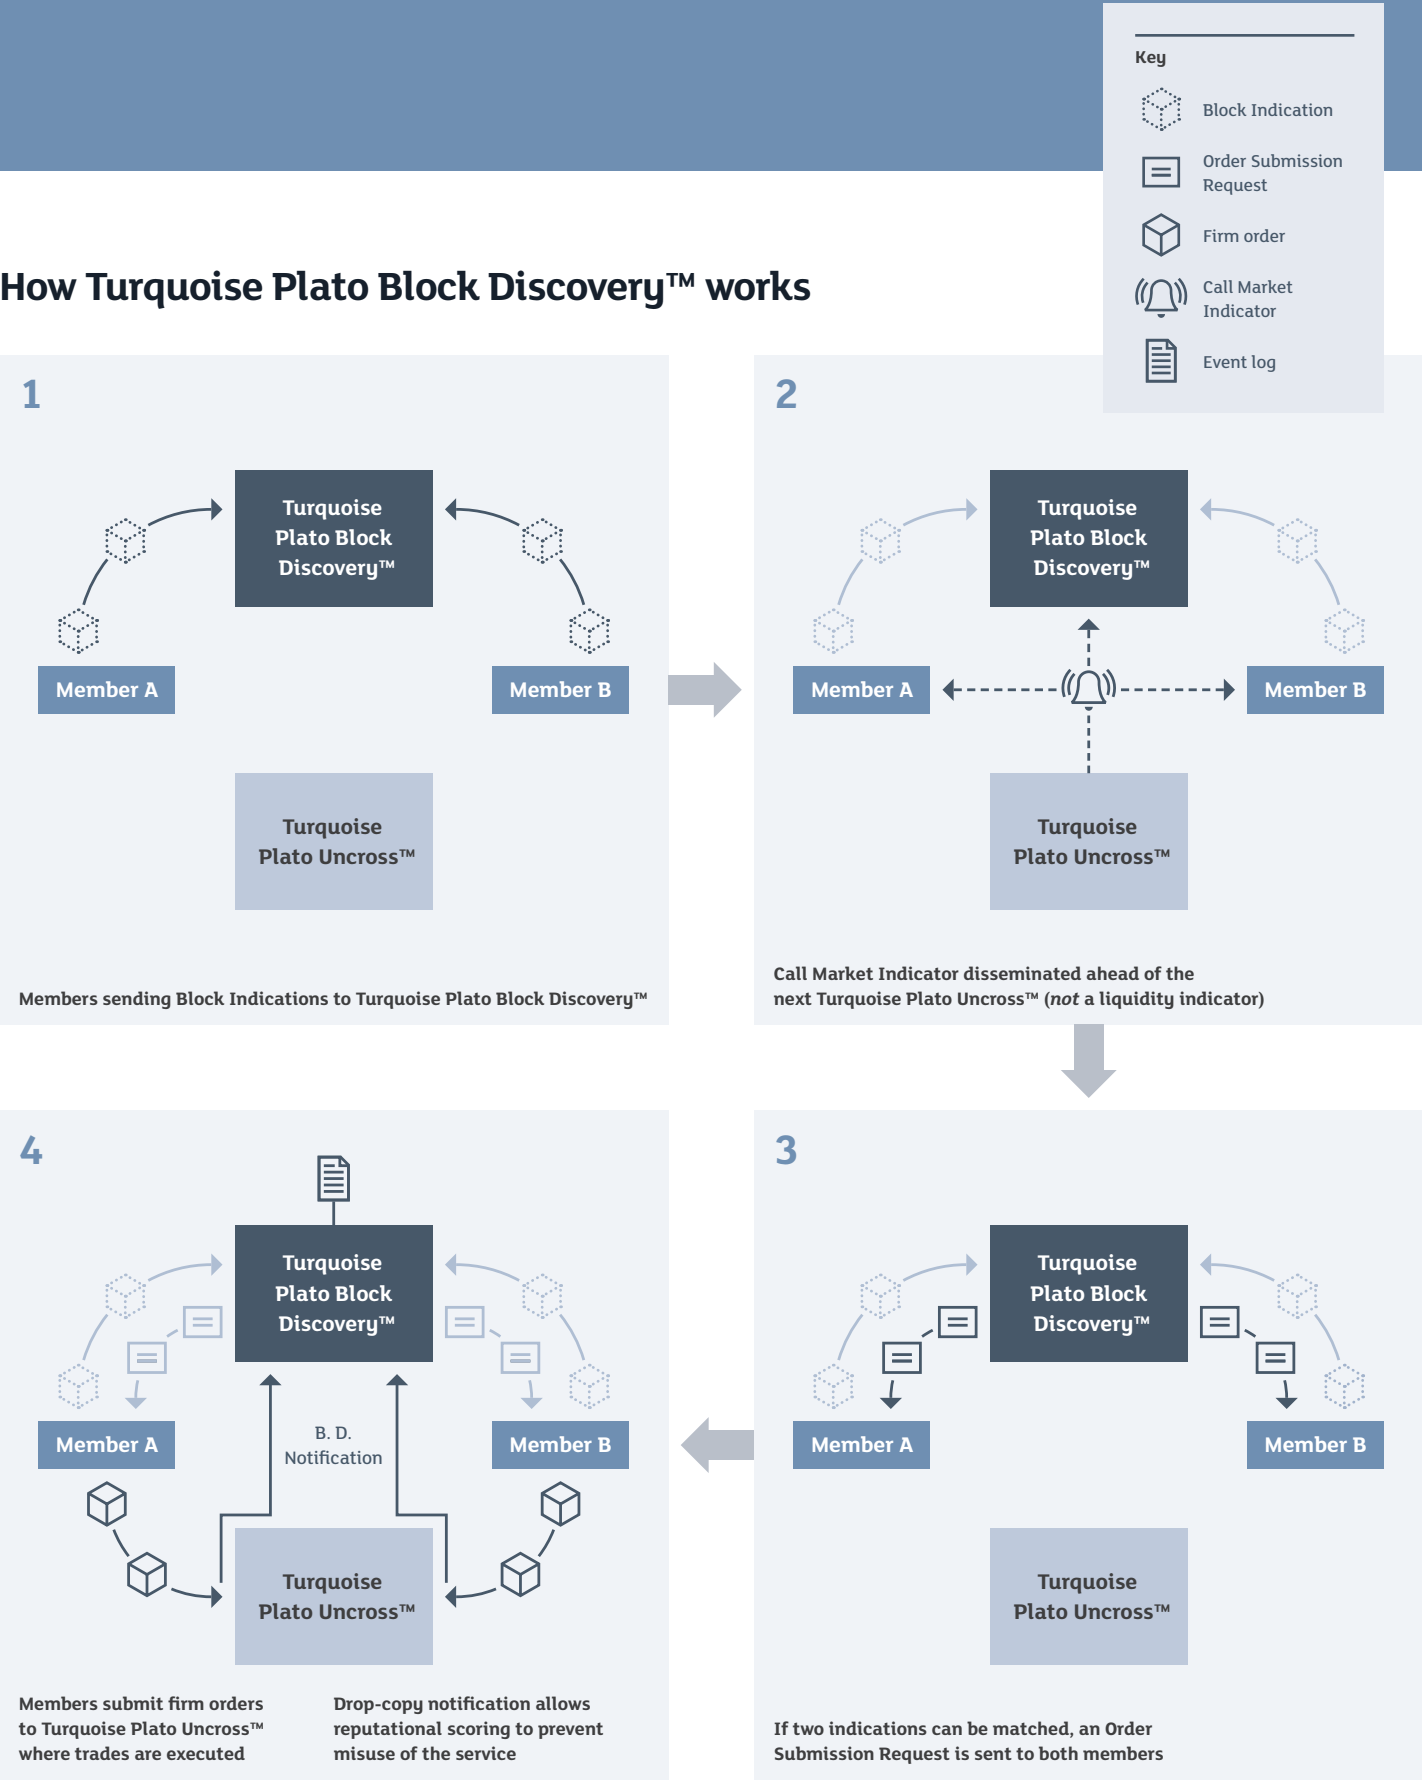 Key
Block Indication
Order Submission
Request
Firm order
Call Market
Indicator
Event log
How Turquoise Plato Block Discovery™ works
1
Turquoise
Plato Block
Discovery™
Member A
Member B
Turquoise
Plato Uncross™
Members sending Block Indications to Turquoise Plato Block Discovery™
2
Turquoise
Plato Block
Discovery™
Member A
Member B
Turquoise
Plato Uncross™
Call Market Indicator disseminated ahead of the
next Turquoise Plato Uncross™ (not a liquidity indicator)
4
Turquoise
Plato Block
Discovery™
Member A
B. D.
Notification
Member B
Turquoise
Plato Uncross™
Members submit firm orders
to Turquoise Plato Uncross™
where trades are executed
Drop-copy notification allows
reputational scoring to prevent
misuse of the service
3
Turquoise
Plato Block
Discovery™
Member A
Member B
Turquoise
Plato Uncross™
If two indications can be matched, an Order
Submission Request is sent to both members